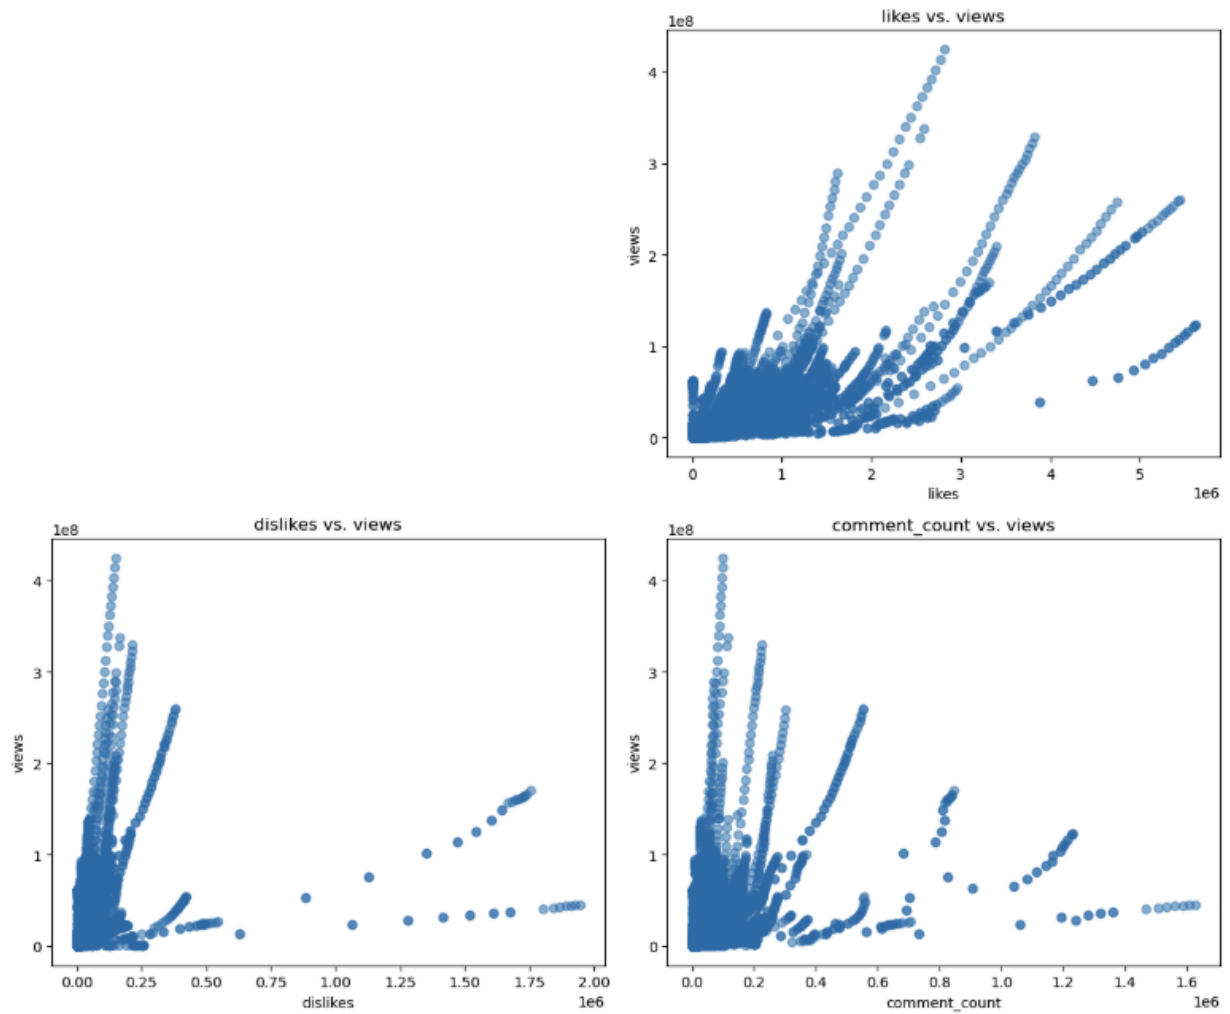 likes vs. views
1e8
4
3
2
1
0
views
0 1 2 3 4 5
1e6
likes
dislikes vs. views
1e8
4
3
2
1
0
views
0.00 0.25 0.50 0.75 1.00 1.25 1.50 1.75 2.00
1e6
dislikes
comment_count vs. views
1e8
4
3
2
1
0
views
0.0 0.2 0.4 0.6 0.8 1.0 1.2 1.4 1.6
1e6
comment_count